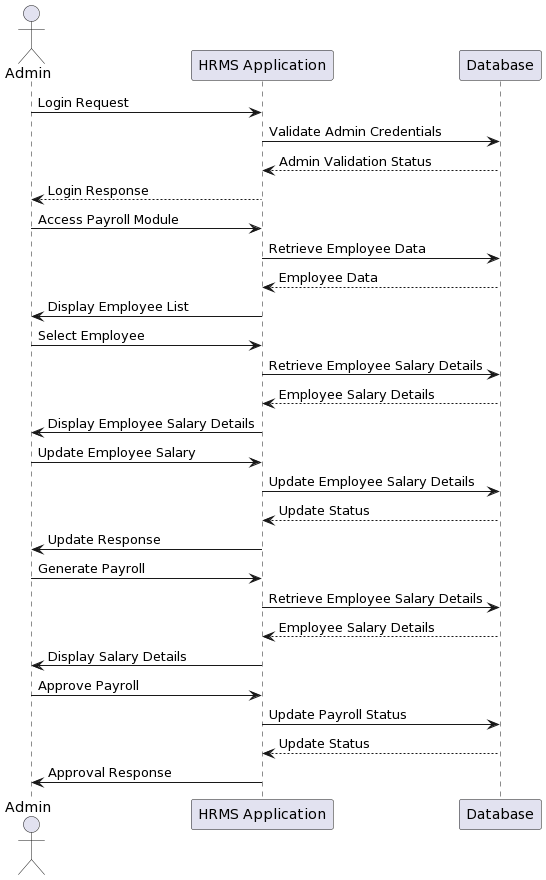 Admin
HRMS Application
Database
Login Request
Validate Admin Credentials
Admin Validation Status
Login Response
Access Payroll Module
Retrieve Employee Data
Employee Data
Display Employee List
Select Employee
Retrieve Employee Salary Details
Employee Salary Details
Display Employee Salary Details
Update Employee Salary
Update Employee Salary Details
Update Status
Update Response
Generate Payroll
Retrieve Employee Salary Details
Employee Salary Details
Display Salary Details
Approve Payroll
Update Payroll Status
Update Status
Approval Response
Admin
HRMS Application
Database